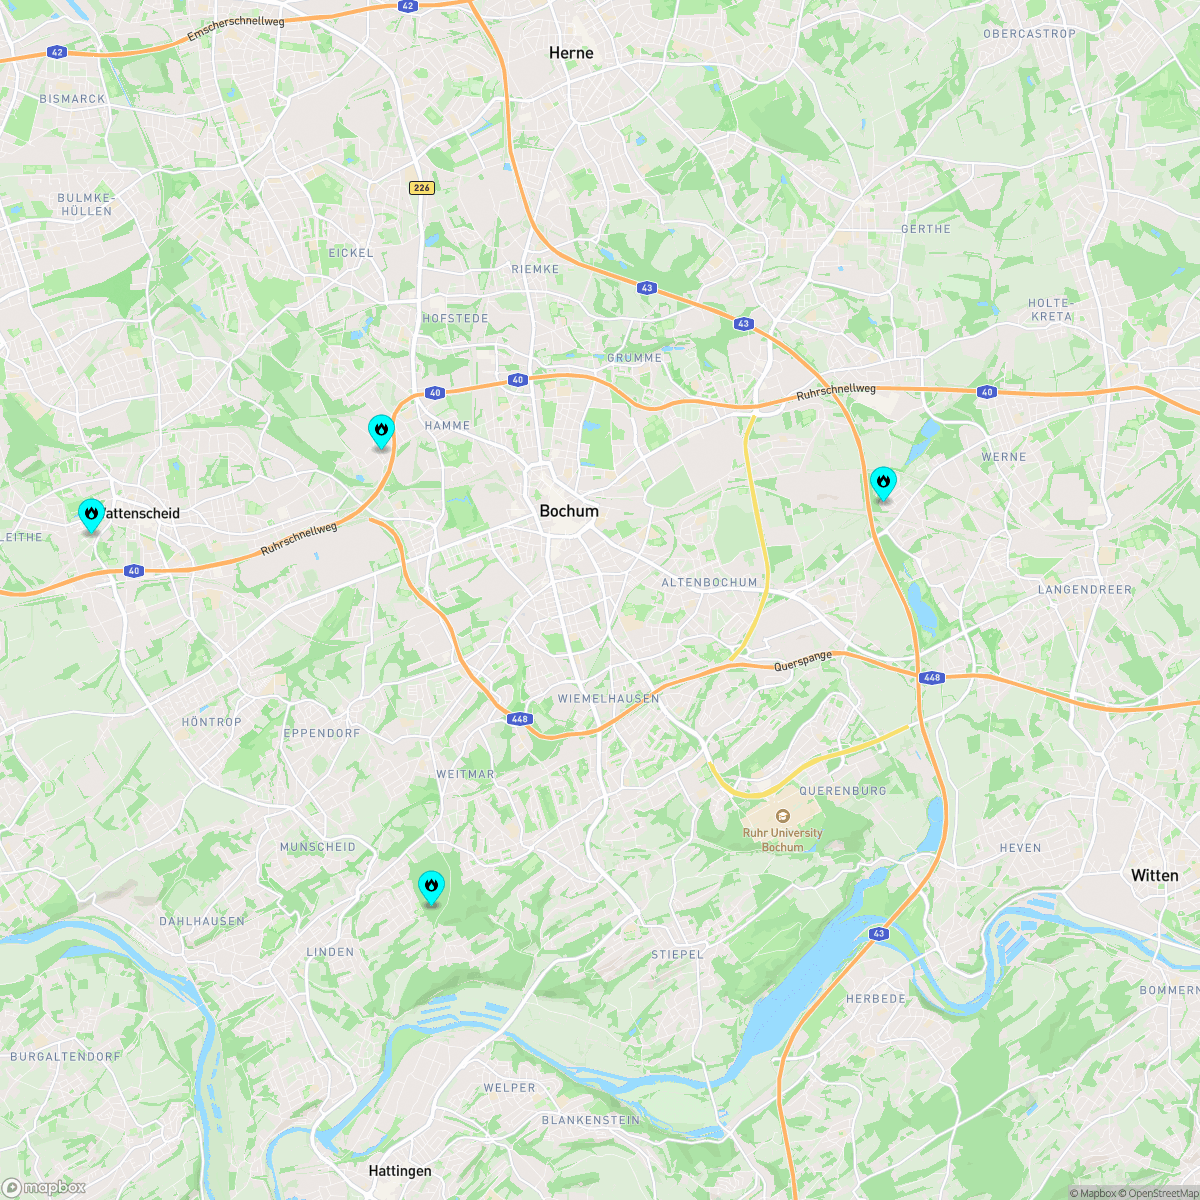 42
Emscherschnellweg
42
Herne
OBERCASTROP
BISMARCK
226
BULMKE-
HÜLLEN
GERTHE
EICKEL
RIEMKE
43
HOLTE-
KRETA
HOFSTEDE
43
GRUMME
40
40
Ruhrschnellweg
40
HAMME
WERNE
Wattenscheid
Bochum
LEITHE
Ruhrschnellweg
40
ALTENBOCHUM
LANGENDREER
Querspange
448
WIEMELHAUSEN
HÖNTROP
448
EPPENDORF
WEITMAR
QUERENBURG
Ruhr University
Bochum
MUNSCHEID
HEVEN
Witten
DAHLHAUSEN
43
LINDEN
STIEPEL
BOMMERN
HERBEDE
BURGALTENDORF
WELPER
BLANKENSTEIN
Hattingen
mapbox
© Mapbox © OpenStreetMap